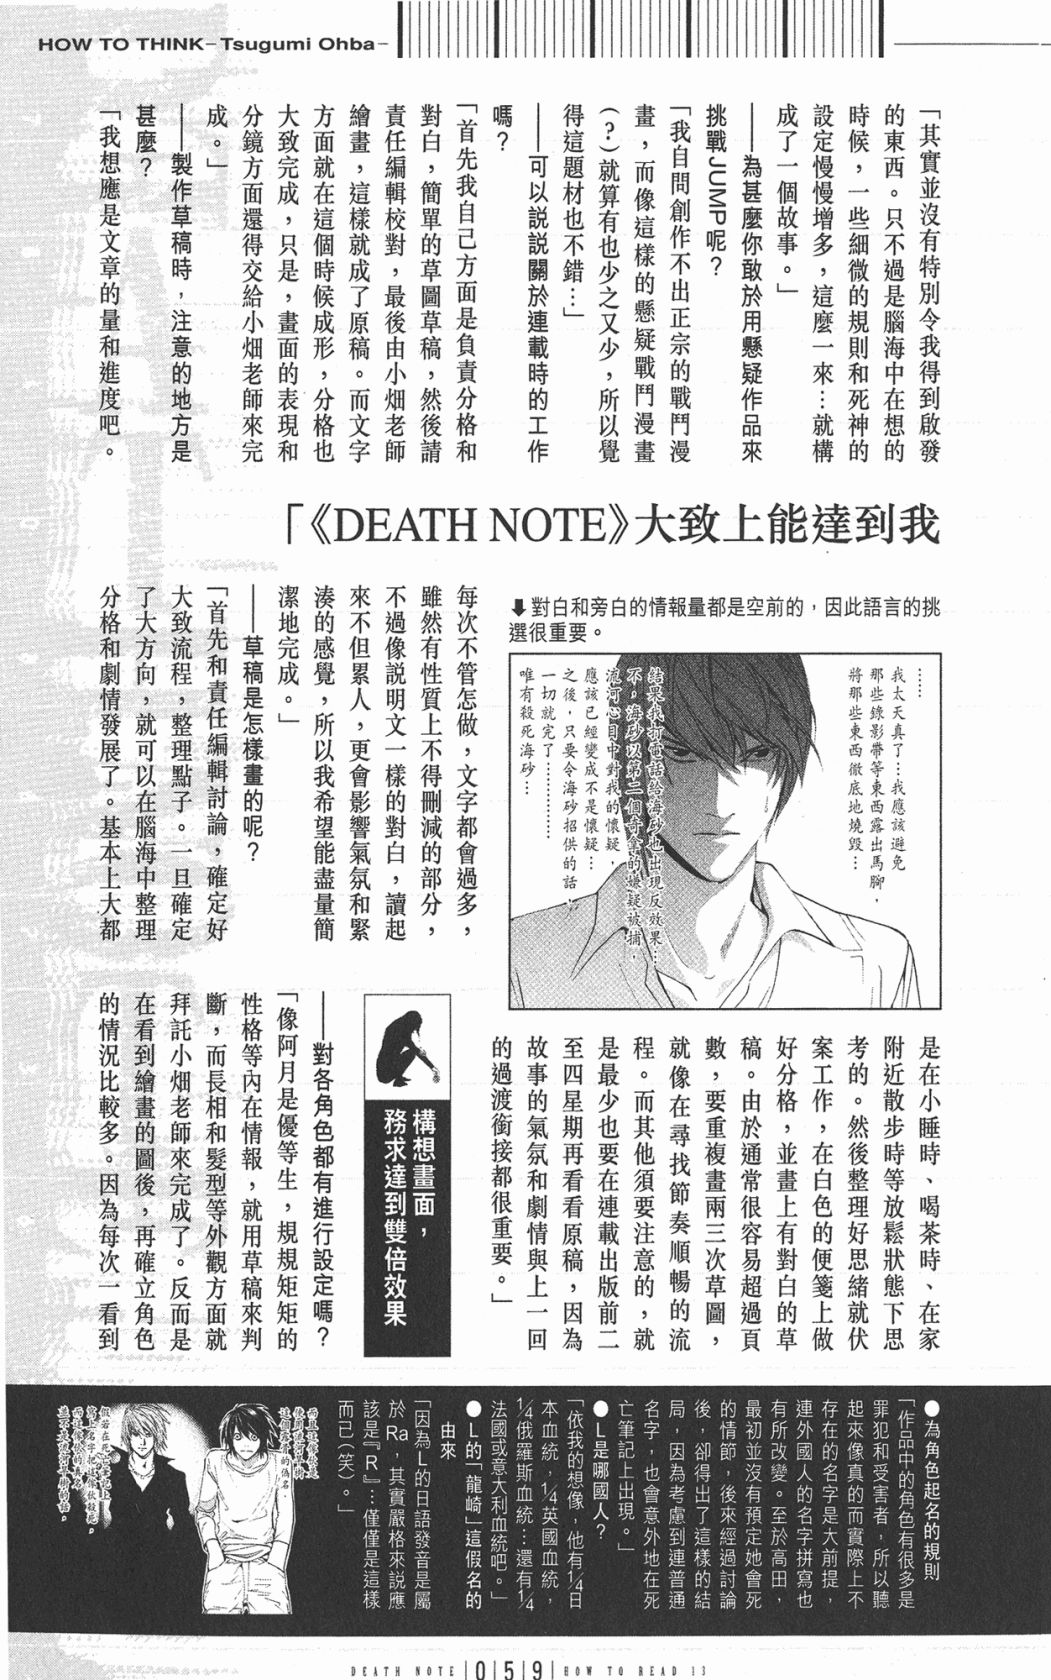 HOW TO THINK–Tsugumi Ohba–
「其實並沒有特別令我得到啟發
的東西。只不過是腦海中在想的
時候，一些細微的規則和死神的
設定慢慢增多，這麼一來…就構
成了一個故事。」
——為甚麼你敢於用懸疑作品來
挑戰JUMP呢？
「我自問創作不出正宗的戰鬥漫
畫，而像這樣的懸疑戰鬥漫畫
（？）就算有也少之又少，所以覺
得這題材也不錯…」
——可以説説關於連載時的工作
嗎？
「首先我自己方面是負責分格和
對白，簡單的草圖草稿，然後請
責任編輯校對，最後由小畑老師
繪畫，這樣就成了原稿。而文字
方面就在這個時候成形，分格也
大致完成，只是，畫面的表現和
分鏡方面還得交給小畑老師來完
成。」
——製作草稿時，注意的地方是
甚麼？
「我想應是文章的量和進度吧。
「《DEATH NOTE》大致上能達到我
⬇對白和旁白的情報量都是空前的，因此語言的挑
選很重要。
……
我太天真了…我應該避免
那些錄影帶等東西露出馬腳，
將那些東西徹底地燒毀…
結果我打電話給海砂也出現反效果…
不，海砂以第二個奇拿的嫌疑被捕，
流河心目中對我的懷疑，
應該已經變成不是懷疑…
之後，只要令海砂招供的話，
一切就完了……………
唯有殺死海砂…
每次不管怎做，文字都會過多，
雖然有性質上不得刪減的部分，
不過像説明文一樣的對白，讀起
來不但累人，更會影響氣氛和緊
湊的感覺，所以我希望能盡量簡
潔地完成。」
——草稿是怎樣畫的呢？
「首先和責任編輯討論，確定好
大致流程，整理點子。一旦確定
了大方向，就可以在腦海中整理
分格和劇情發展了。基本上大都
是在小睡時、喝茶時、在家
附近散步時等放鬆狀態下思
考的。然後整理好思緒就伏
案工作，在白色的便箋上做
好分格，並畫上有對白的草
稿。由於通常很容易超過頁
數，要重複畫兩三次草圖，
就像在尋找節奏順暢的流
程。而其他須要注意的，就
是最少也要在連載出版前二
至四星期再看看原稿，因為
故事的氣氛和劇情與上一回
的過渡銜接都很重要。」
構想畫面，
務求達到雙倍效果
——對各角色都有進行設定嗎？
「像阿月是優等生，規規矩矩的
性格等內在情報，就用草稿來判
斷，而長相和髮型等外觀方面就
拜託小畑老師來完成了。反而是
在看到繪畫的圖後，再確立角色
的情況比較多。因為每次一看到
●為角色起名的規則
「作品中的角色有很多是
罪犯和受害者，所以聽
起來像真的而實際上不
存在的名字是大前提，
連外國人的名字拼寫也
有所改變。至於高田，
最初並沒有預定她會死
的情節，後來經過討論
後，卻得出了這樣的結
局，因為考慮到連普通
名字，也會意外地在死
亡筆記上出現。」
●L是哪國人？
「依我的想像，他有1/4日
本血統，1/4英國血統，
1/4俄羅斯血統…還有1/4
法國或意大利血統吧。」
●L的「龍崎」這假名的
由來
「因為L的日語發音是屬
於Ra，其實嚴格來說應
該是『R』…僅僅是這樣
而已（笑）。」
DEATH NOTE|0|5|9|HOW TO READ 13